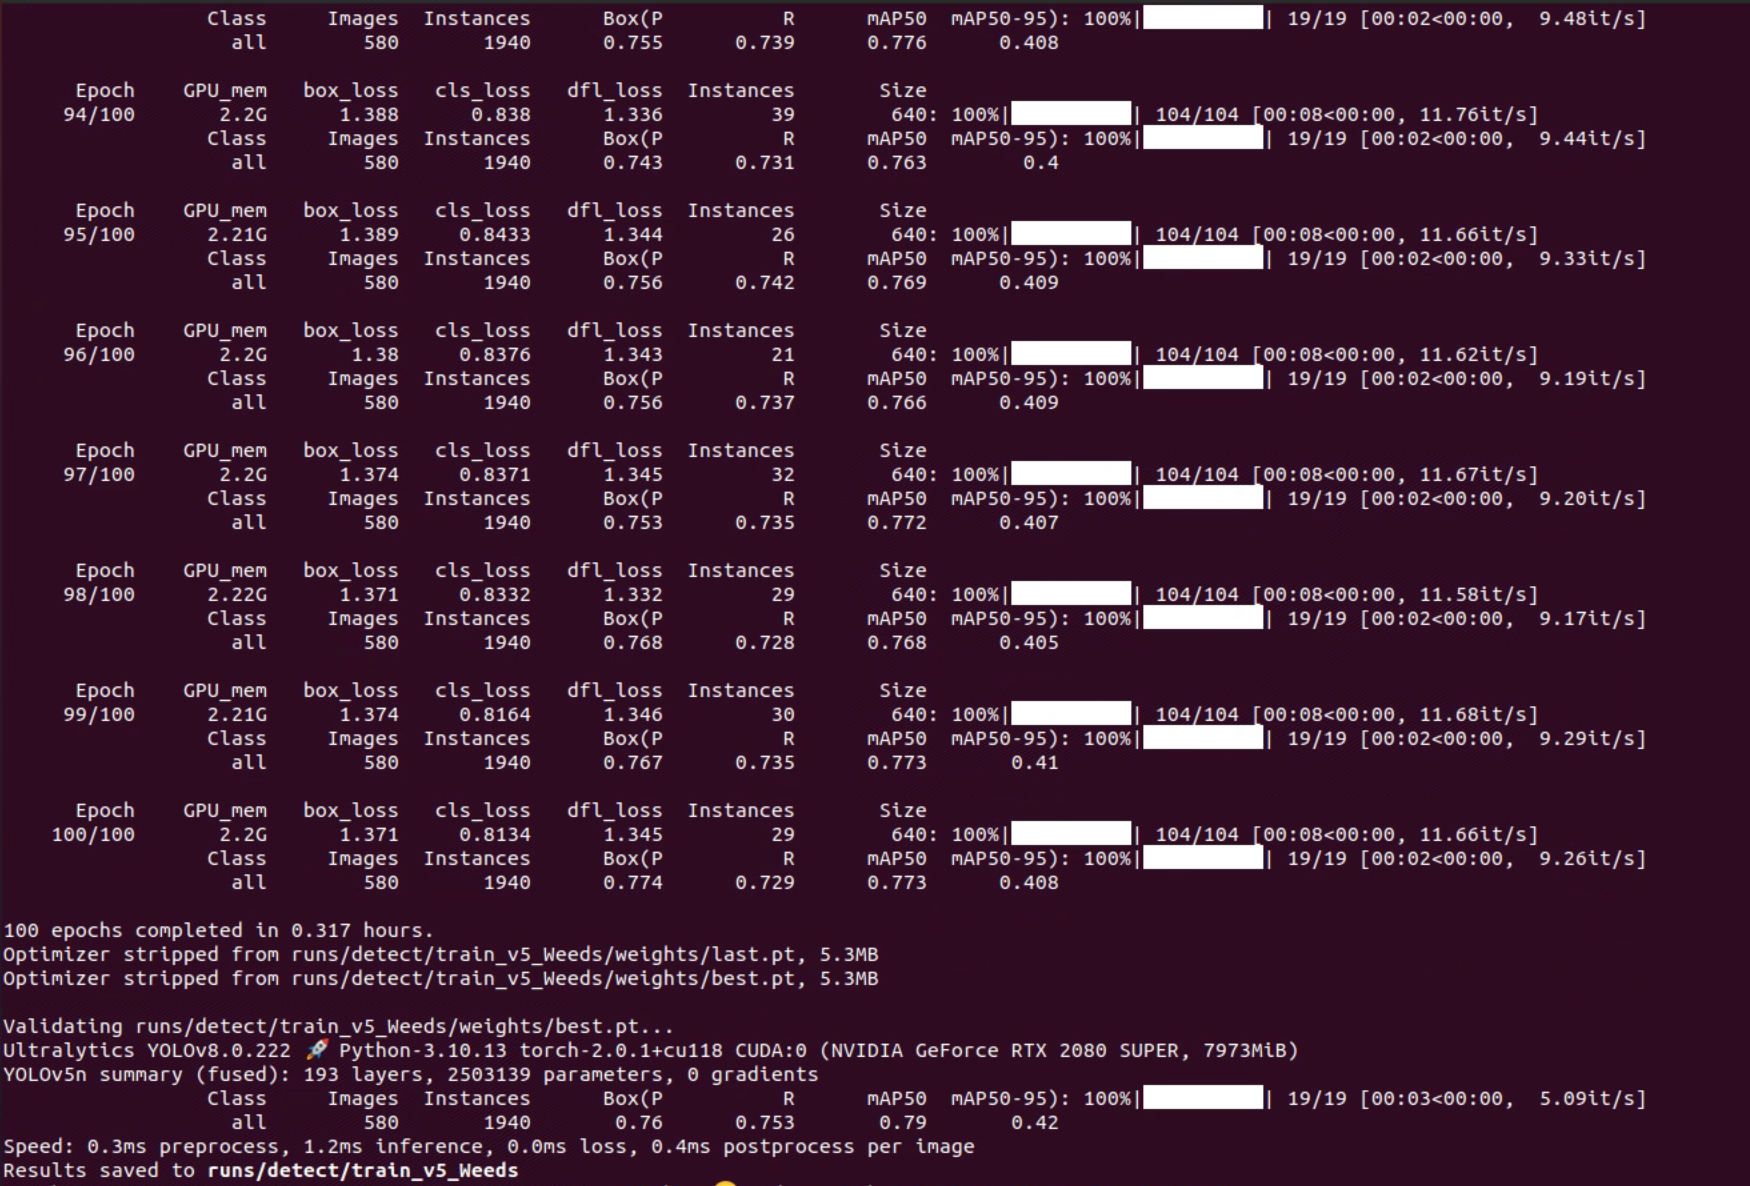 Class Images Instances Box(P R mAP50 mAP50-95): 100%| | 19/19 [00:02<00:00, 9.48it/s]
all 580 1940 0.755 0.739 0.776 0.408
Epoch GPU_mem box_loss cls_loss dfl_loss Instances Size
94/100 2.2G 1.388 0.838 1.336 39 640: 100%| | 104/104 [00:08<00:00, 11.76it/s]
Class Images Instances Box(P R mAP50 mAP50-95): 100%| | 19/19 [00:02<00:00, 9.44it/s]
all 580 1940 0.743 0.731 0.763 0.4
Epoch GPU_mem box_loss cls_loss dfl_loss Instances Size
95/100 2.21G 1.389 0.8433 1.344 26 640: 100%| | 104/104 [00:08<00:00, 11.66it/s]
Class Images Instances Box(P R mAP50 mAP50-95): 100%| | 19/19 [00:02<00:00, 9.33it/s]
all 580 1940 0.756 0.742 0.769 0.409
Epoch GPU_mem box_loss cls_loss dfl_loss Instances Size
96/100 2.2G 1.38 0.8376 1.343 21 640: 100%| | 104/104 [00:08<00:00, 11.62it/s]
Class Images Instances Box(P R mAP50 mAP50-95): 100%| | 19/19 [00:02<00:00, 9.19it/s]
all 580 1940 0.756 0.737 0.766 0.409
Epoch GPU_mem box_loss cls_loss dfl_loss Instances Size
97/100 2.2G 1.374 0.8371 1.345 32 640: 100%| | 104/104 [00:08<00:00, 11.67it/s]
Class Images Instances Box(P R mAP50 mAP50-95): 100%| | 19/19 [00:02<00:00, 9.20it/s]
all 580 1940 0.753 0.735 0.772 0.407
Epoch GPU_mem box_loss cls_loss dfl_loss Instances Size
98/100 2.22G 1.371 0.8332 1.332 29 640: 100%| | 104/104 [00:08<00:00, 11.58it/s]
Class Images Instances Box(P R mAP50 mAP50-95): 100%| | 19/19 [00:02<00:00, 9.17it/s]
all 580 1940 0.768 0.728 0.768 0.405
Epoch GPU_mem box_loss cls_loss dfl_loss Instances Size
99/100 2.21G 1.374 0.8164 1.346 30 640: 100%| | 104/104 [00:08<00:00, 11.68it/s]
Class Images Instances Box(P R mAP50 mAP50-95): 100%| | 19/19 [00:02<00:00, 9.29it/s]
all 580 1940 0.767 0.735 0.773 0.41
Epoch GPU_mem box_loss cls_loss dfl_loss Instances Size
100/100 2.2G 1.371 0.8134 1.345 29 640: 100%| | 104/104 [00:08<00:00, 11.66it/s]
Class Images Instances Box(P R mAP50 mAP50-95): 100%| | 19/19 [00:02<00:00, 9.26it/s]
all 580 1940 0.774 0.729 0.773 0.408
100 epochs completed in 0.317 hours.
Optimizer stripped from runs/detect/train_v5_Weeds/weights/last.pt, 5.3MB
Optimizer stripped from runs/detect/train_v5_Weeds/weights/best.pt, 5.3MB
Validating runs/detect/train_v5_Weeds/weights/best.pt...
Ultralytics YOLOv8.0.222 🚀 Python-3.10.13 torch-2.0.1+cu118 CUDA:0 (NVIDIA GeForce RTX 2080 SUPER, 7973MiB)
YOLOv5n summary (fused): 193 layers, 2503139 parameters, 0 gradients
Class Images Instances Box(P R mAP50 mAP50-95): 100%| | 19/19 [00:03<00:00, 5.09it/s]
all 580 1940 0.76 0.753 0.79 0.42
Speed: 0.3ms preprocess, 1.2ms inference, 0.0ms loss, 0.4ms postprocess per image
Results saved to runs/detect/train_v5_Weeds